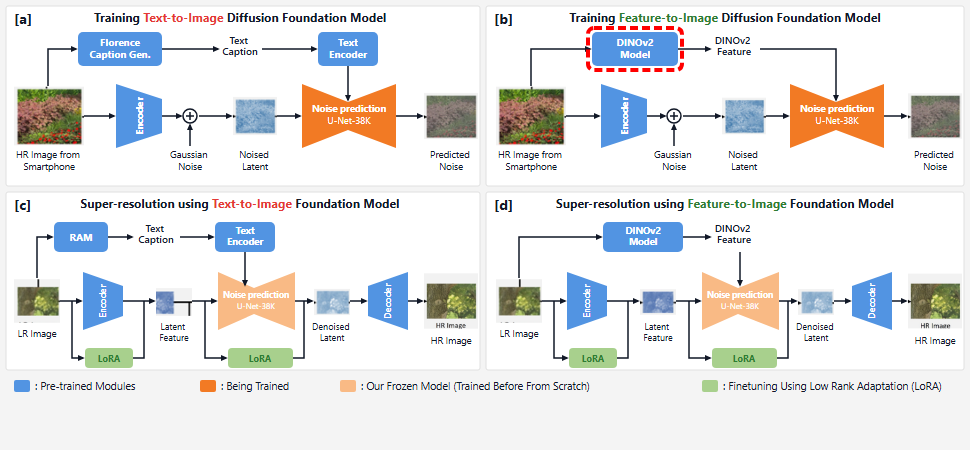 [a] Training Text-to-Image Diffusion Foundation Model
Florence
Caption Gen.
Text
Caption
Text
Encoder
Encoder
Noise prediction
U-Net-38K
HR Image from
Smartphone
Gaussian
Noise
Noised
Latent
Predicted
Noise
[b] Training Feature-to-Image Diffusion Foundation Model
DINOv2
Model
DINOv2
Feature
Encoder
Noise prediction
U-Net-38K
HR Image from
Smartphone
Gaussian
Noise
Noised
Latent
Predicted
Noise
[c] Super-resolution using Text-to-Image Foundation Model
RAM
Text
Caption
Text
Encoder
Encoder
Noise prediction
U-Net-38K
Decoder
LR Image
Latent
Feature
Denoised
Latent
HR Image
HR Image
LoRA
LoRA
[d] Super-resolution using Feature-to-Image Foundation Model
DINOv2
Model
DINOv2
Feature
Encoder
Noise prediction
U-Net-38K
Decoder
LR Image
Latent
Feature
Denoised
Latent
HR Image
HR Image
LoRA
LoRA
: Pre-trained Modules
: Being Trained
: Our Frozen Model (Trained Before From Scratch)
: Finetuning Using Low Rank Adaptation (LoRA)